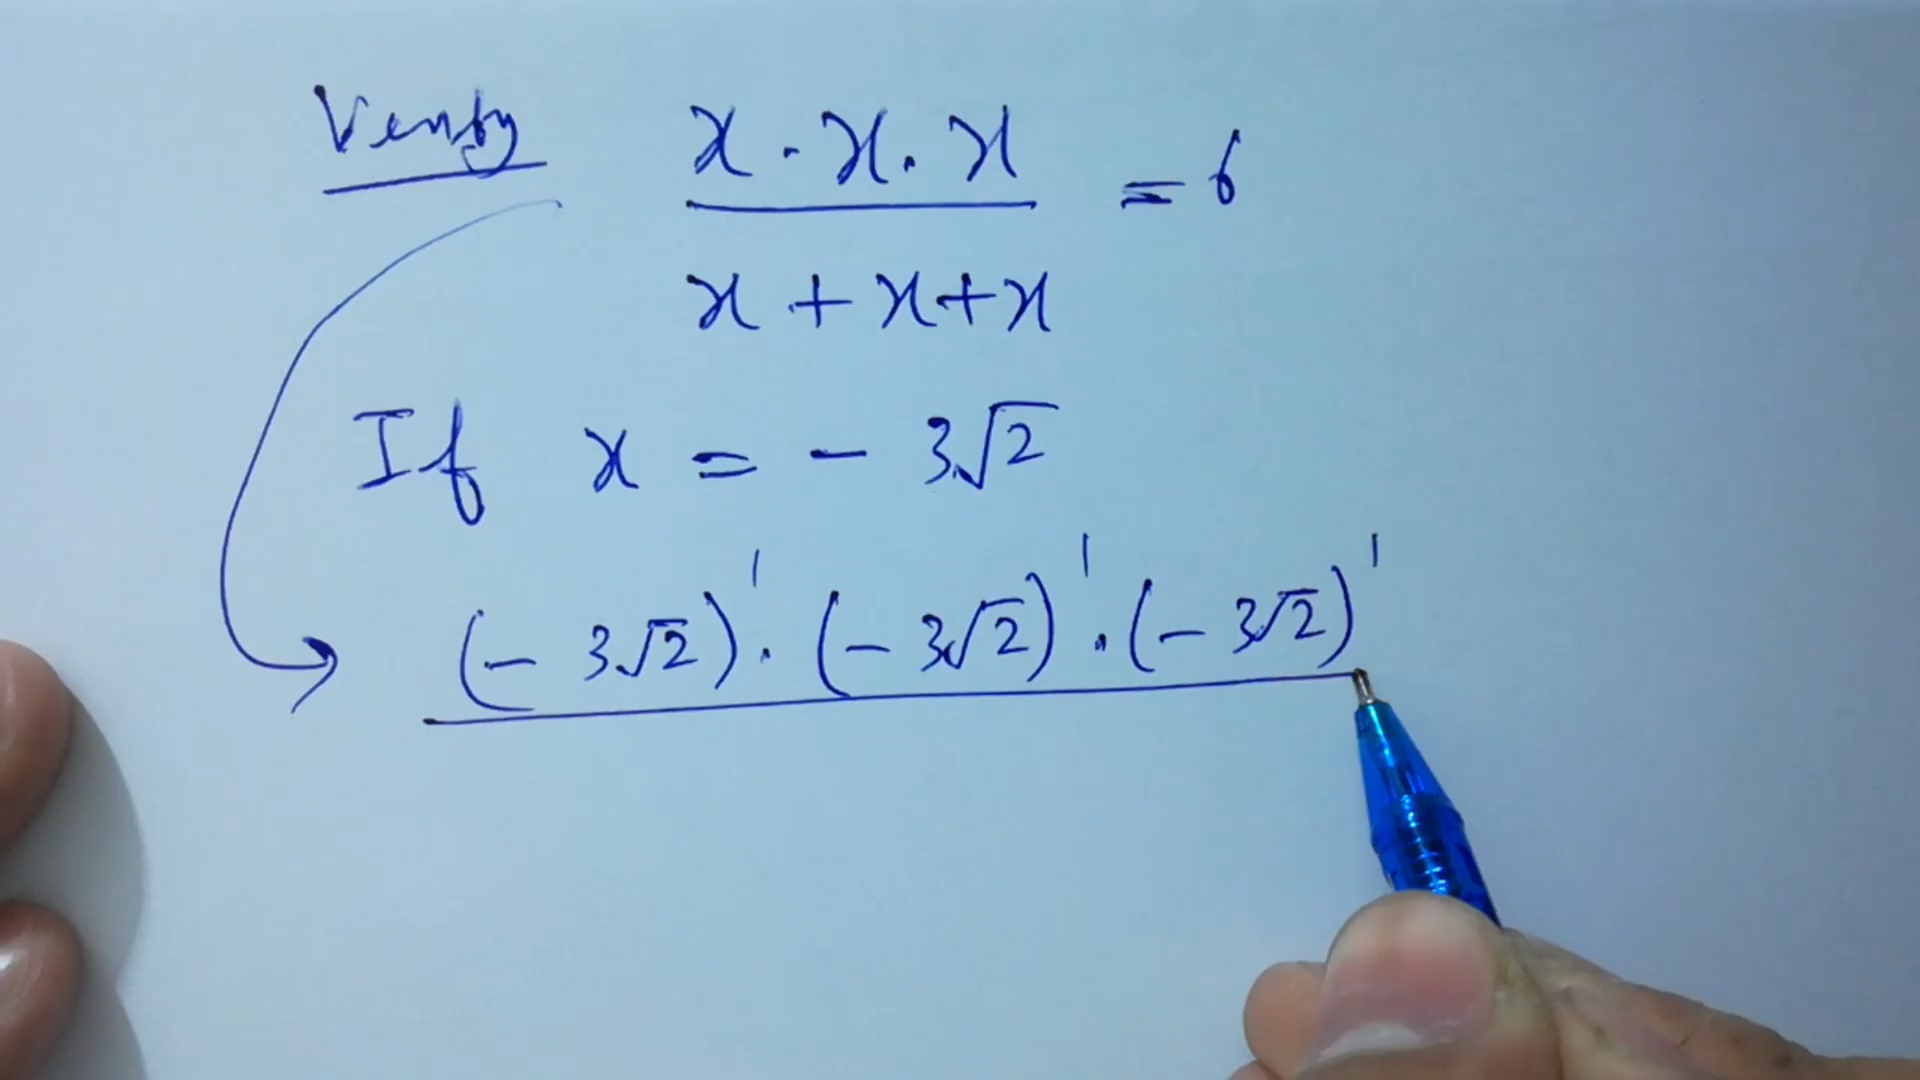 Verify x . x . x / x + x + x = 6
If x = - 3√2
(- 3√2)¹ . (- 3√2)¹ . (- 3√2)¹